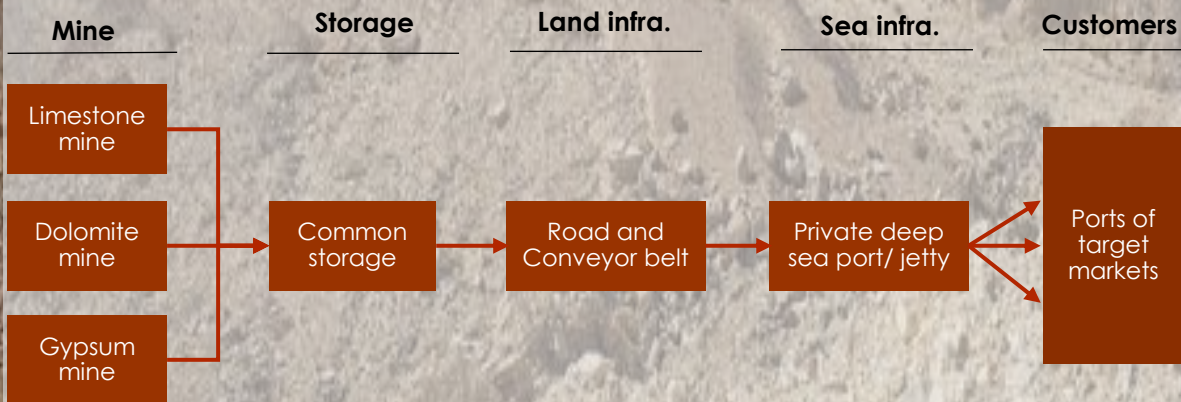 Mine
Storage
Land infra.
Sea infra.
Customers
Limestone
mine
Dolomite
mine
Gypsum
mine
Common
storage
Road and
Conveyor belt
Private deep
sea port/ jetty
Ports of
target
markets